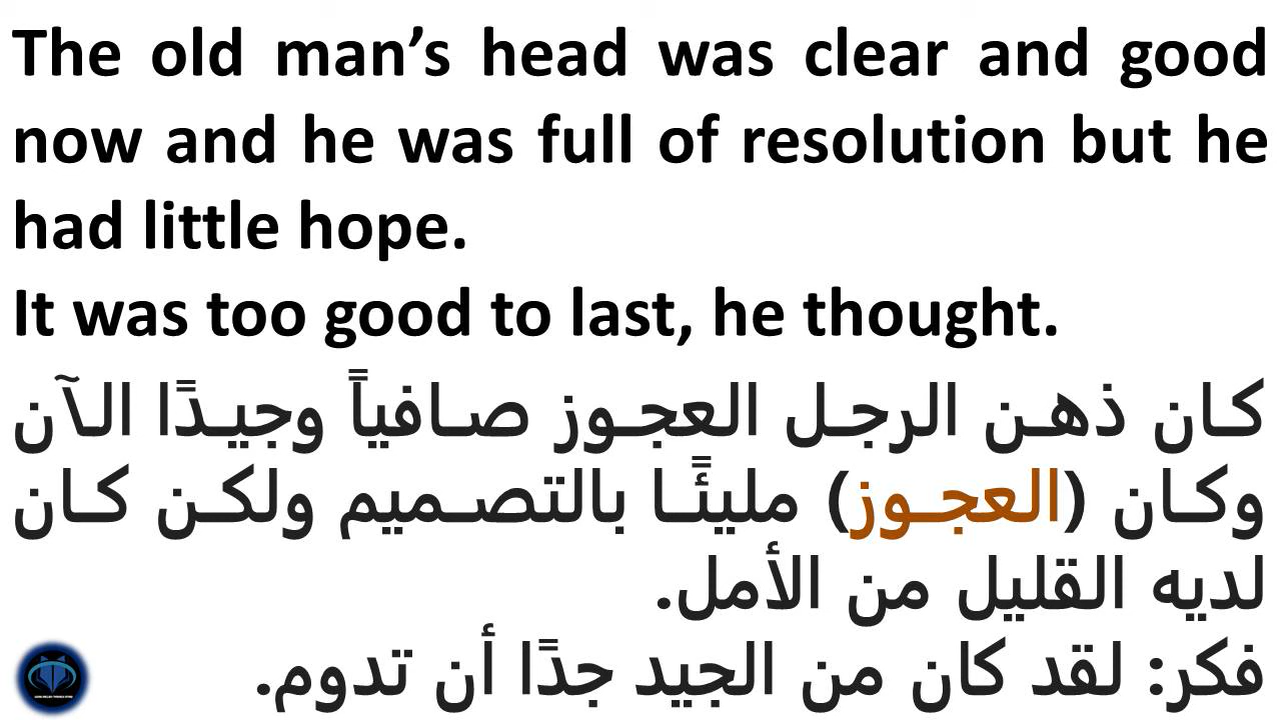 The old man’s head was clear and good
now and he was full of resolution but he
had little hope.
It was too good to last, he thought.
كان ذهن الرجل العجوز صافياً وجيدًا الآن
وكان (العجوز) مليئًا بالتصميم ولكن كان
لديه القليل من الأمل.
فكر: لقد كان من الجيد جدًا أن تدوم.